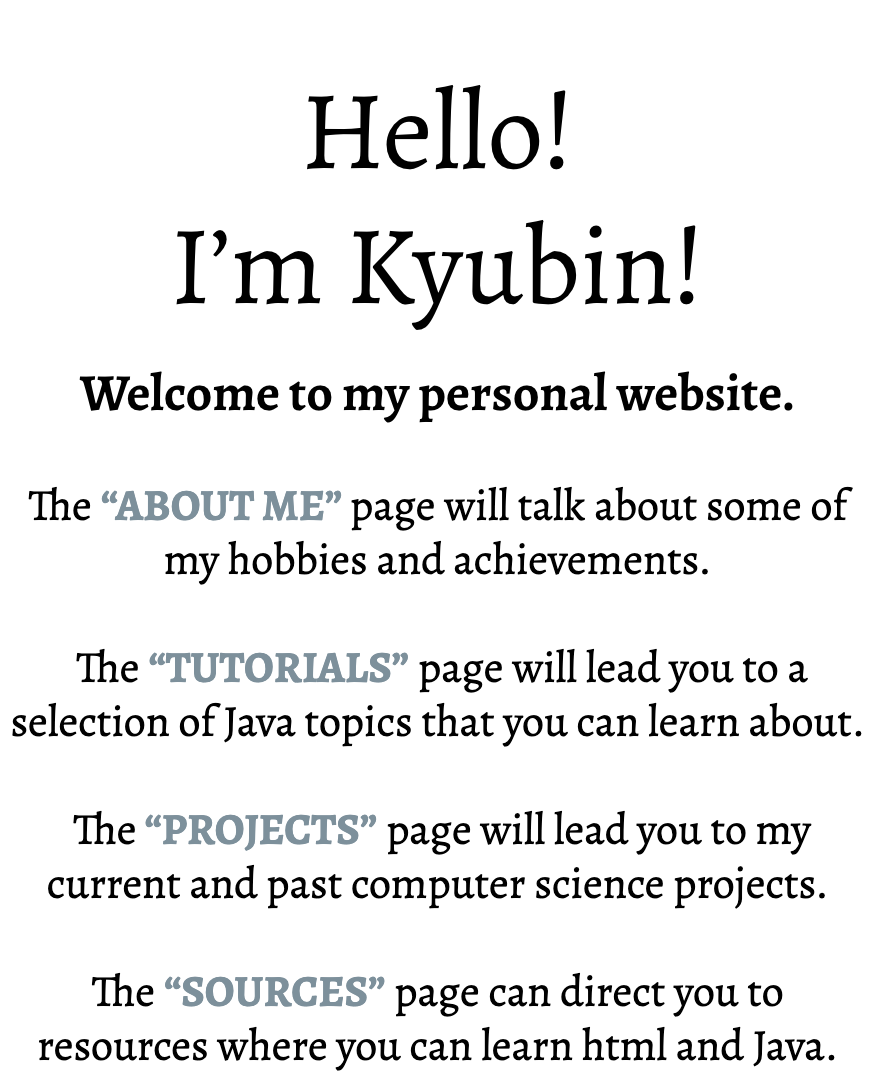 Hello!
I’m Kyubin!
Welcome to my personal website.
The “ABOUT ME” page will talk about some of
my hobbies and achievements.
The “TUTORIALS” page will lead you to a
selection of Java topics that you can learn about.
The “PROJECTS” page will lead you to my
current and past computer science projects.
The “SOURCES” page can direct you to
resources where you can learn html and Java.